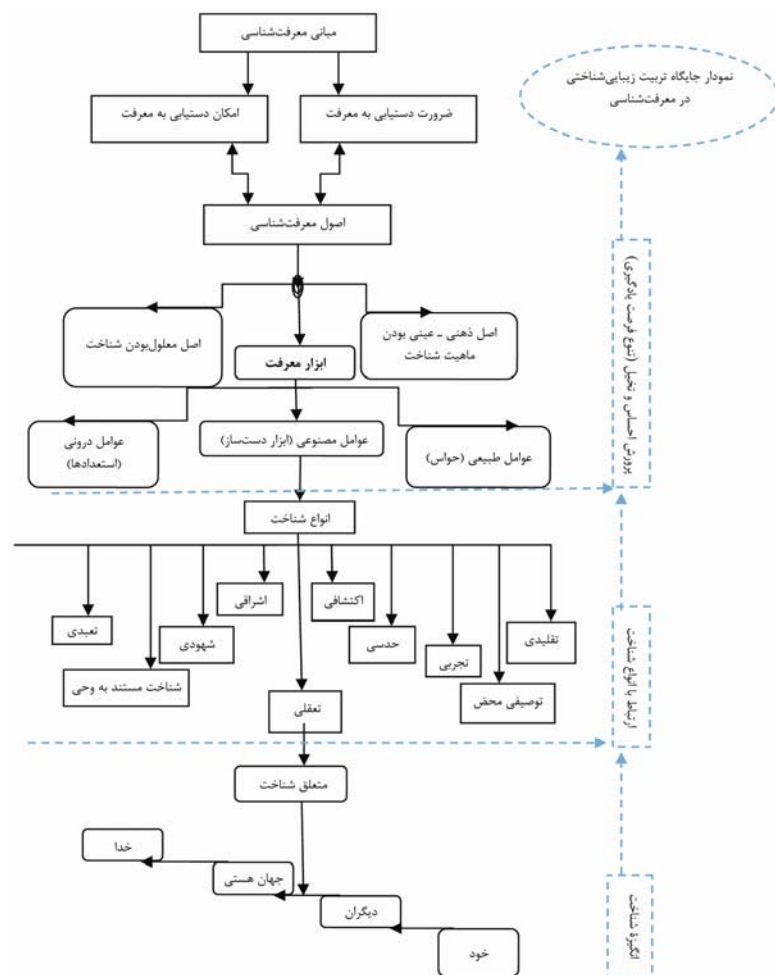 مبانی معرفت‌شناسی
نمودار جایگاه تربیت زیبایی‌شناختی
در معرفت‌شناسی
ضرورت دستیابی به معرفت
امکان دستیابی به معرفت
اصول معرفت‌شناسی
اصل ذهنی ـ عینی بودن
ماهیت شناخت
اصل معلول‌بودن شناخت
ابزار معرفت
پرورش احساس و تخیل (تنوع فرصت یادگیری)
عوامل طبیعی (حواس)
عوامل مصنوعی (ابزار دست‌ساز)
عوامل درونی
(استعدادها)
انواع شناخت
تقلیدی
توصیفی محض
تجربی
حدسی
اکتشافی
تعقلی
اشراقی
شهودی
شناخت مستند به وحی
تعبدی
ارتباط با انواع شناخت
متعلق شناخت
خود
دیگران
جهان هستی
خدا
انگیزهٔ شناخت